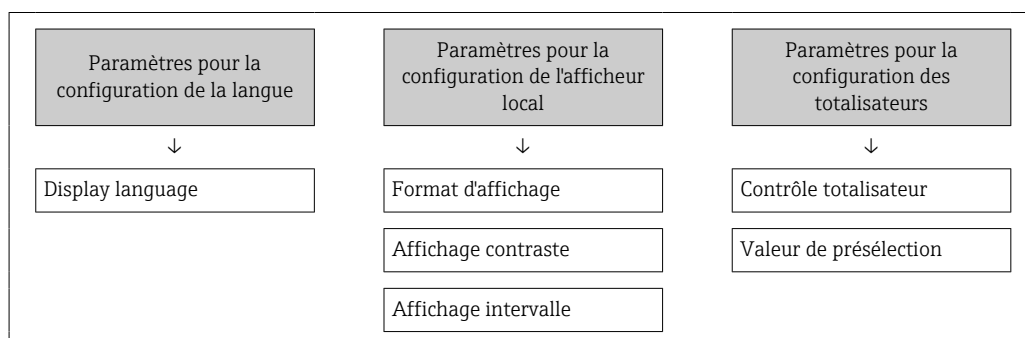 Paramètres pour la
configuration de la langue
↓
Display language
Paramètres pour la
configuration de l'afficheur
local
↓
Format d'affichage
Affichage contraste
Affichage intervalle
Paramètres pour la
configuration des
totalisateurs
↓
Contrôle totalisateur
Valeur de présélection